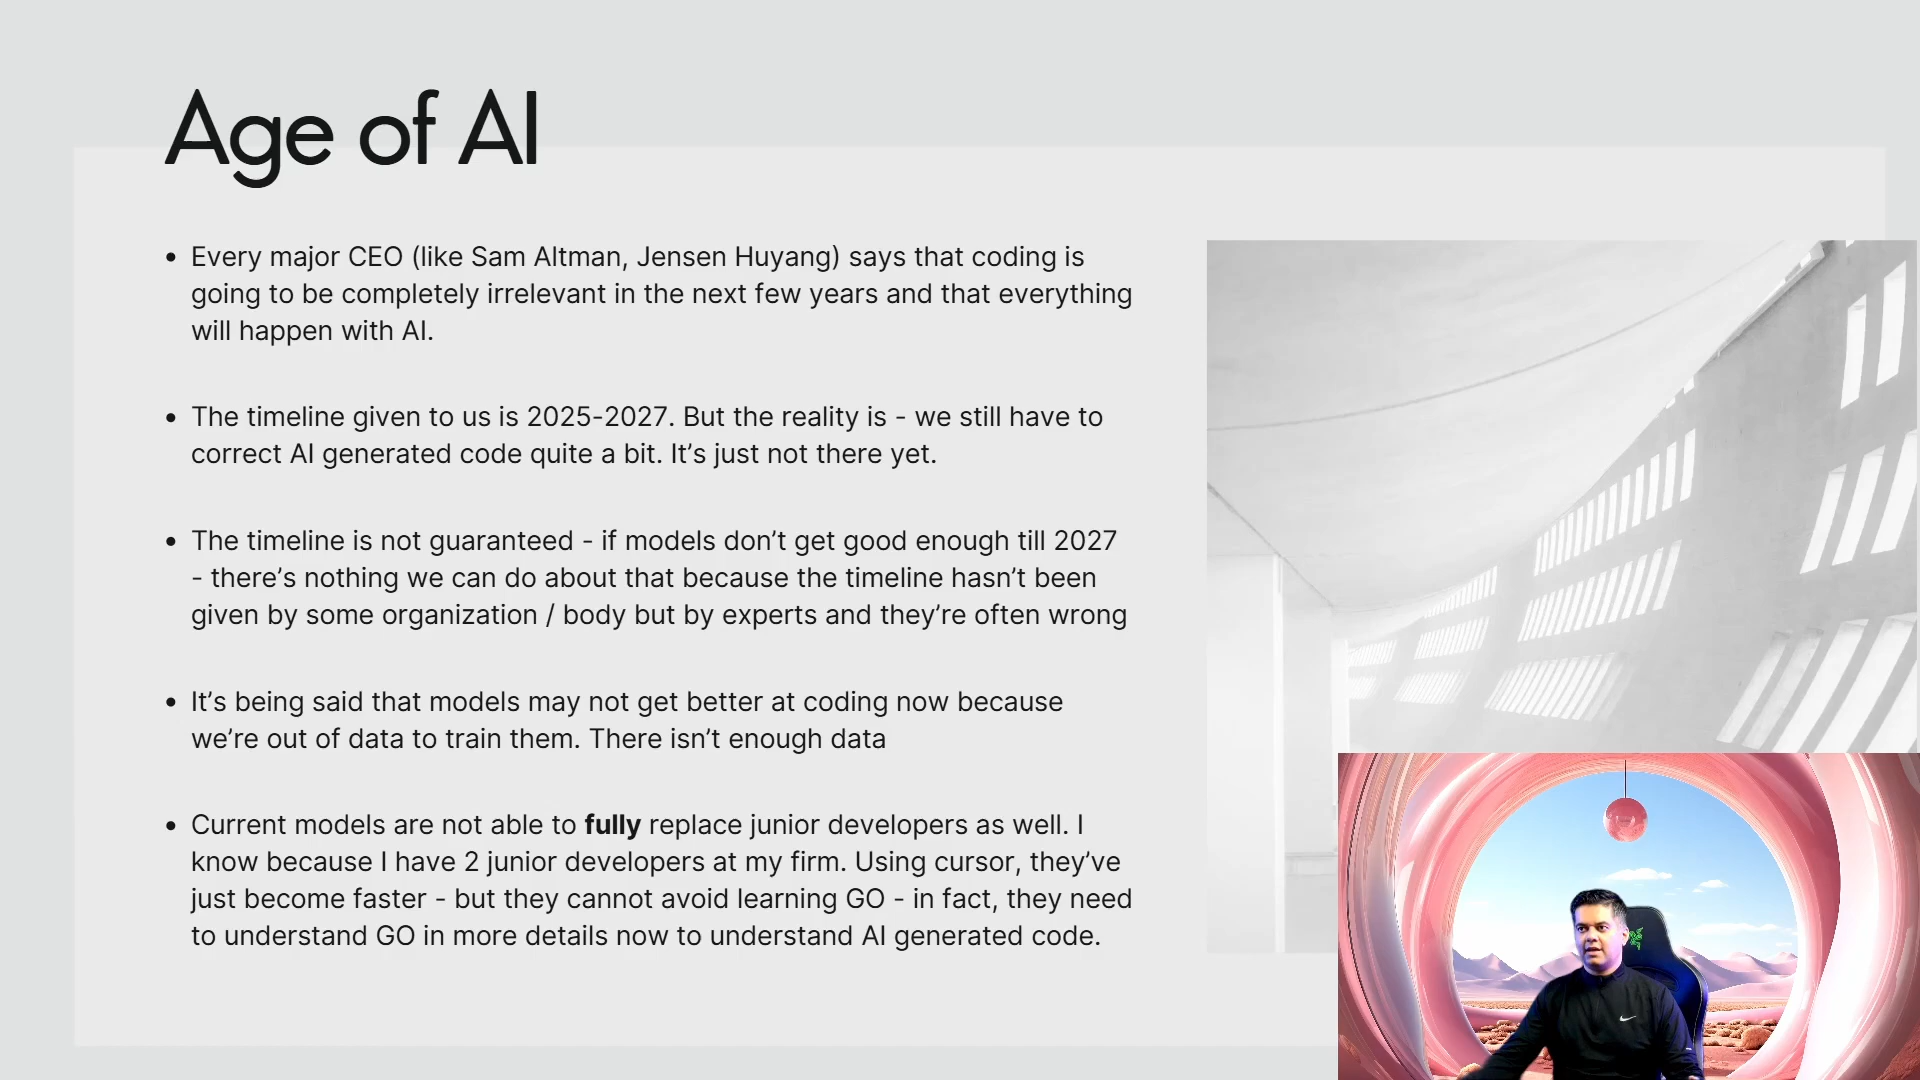 Age of AI
• Every major CEO (like Sam Altman, Jensen Huyang) says that coding is
going to be completely irrelevant in the next few years and that everything
will happen with AI.
• The timeline given to us is 2025-2027. But the reality is - we still have to
correct AI generated code quite a bit. It’s just not there yet.
• The timeline is not guaranteed - if models don’t get good enough till 2027
- there’s nothing we can do about that because the timeline hasn’t been
given by some organization / body but by experts and they’re often wrong
• It’s being said that models may not get better at coding now because
we’re out of data to train them. There isn’t enough data
• Current models are not able to fully replace junior developers as well. I
know because I have 2 junior developers at my firm. Using cursor, they’ve
just become faster - but they cannot avoid learning GO - in fact, they need
to understand GO in more details now to understand AI generated code.